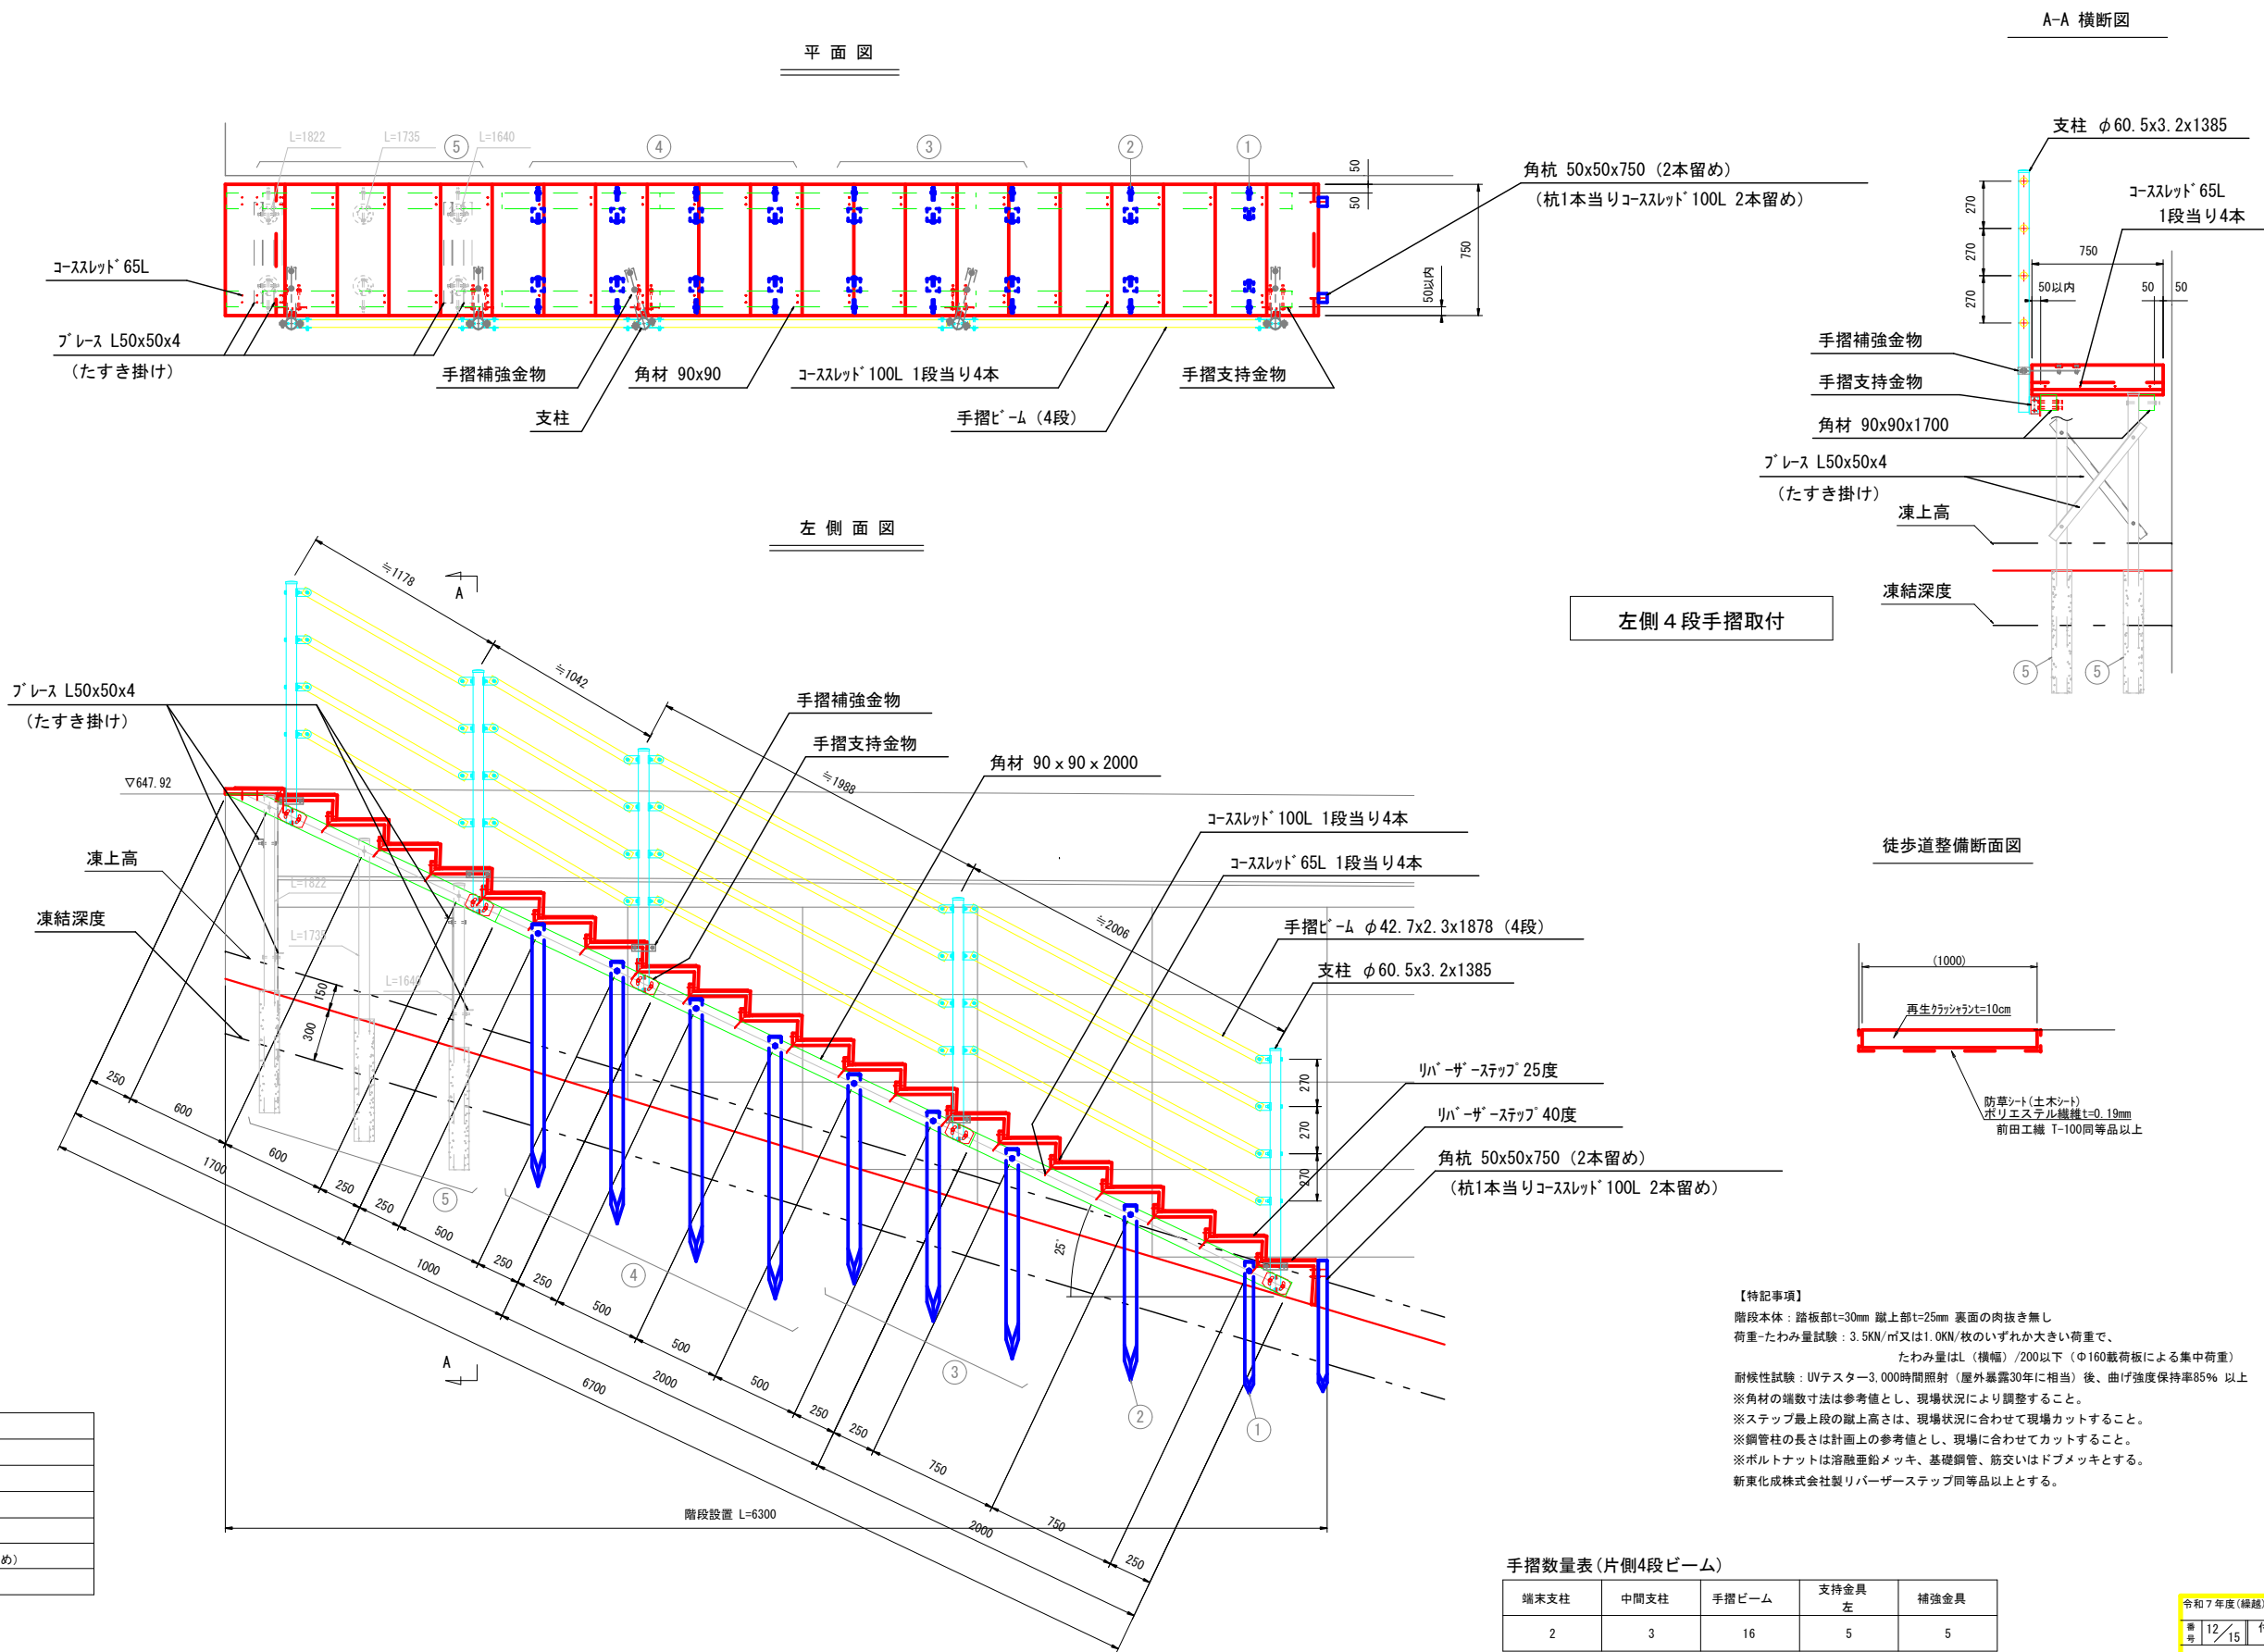 平 面 図
L=1822
L=1735
⑤
L=1640
④
③
②
①
50
50
750
50以内
角杭 50x50x750 (2本留め)
(杭1本当りコーススレッド100L 2本留め)
コーススレッド65L
ブレース L50x50x4
(たすき掛け)
手摺補強金物
支柱
角材 90x90
コーススレッド100L 1段当り4本
手摺ビーム (4段)
手摺支持金物
A-A 横断図
支柱 φ60.5x3.2x1385
コーススレッド65L
1段当り4本
270
270
270
750
50以内
50
50
手摺補強金物
手摺支持金物
角材 90x90x1700
ブレース L50x50x4
(たすき掛け)
凍上高
凍結深度
⑤
⑤
左側４段手摺取付
左 側 面 図
≒1178
A
≒1042
≒1988
≒2006
ブレース L50x50x4
(たすき掛け)
▽647.92
凍上高
凍結深度
L=1822
L=1735
L=1640
150
300
手摺補強金物
手摺支持金物
角材 90ｘ90ｘ2000
コーススレッド100L 1段当り4本
コーススレッド65L 1段当り4本
手摺ビーム φ42.7x2.3x1878 (4段)
支柱 φ60.5x3.2x1385
270
270
270
リバーザーステップ25度
リバーザーステップ40度
角杭 50x50x750 (2本留め)
(杭1本当りコーススレッド100L 2本留め)
25°
250
600
600
250
250
500
250
250
500
500
500
250
250
750
750
250
1700
1000
2000
2000
6700
⑤
④
③
②
①
A
階段設置 L=6300
徒歩道整備断面図
(1000)
再生クラッシャランt=10cm
防草シート(土木シート)
ポリエステル繊維t=0.19mm
前田工繊 T-100同等品以上
【特記事項】
階段本体：踏板部t=30mm 蹴上部t=25mm 裏面の肉抜き無し
荷重-たわみ量試験：3.5KN/㎡又は1.0KN/枚のいずれか大きい荷重で、
たわみ量はL（横幅）/200以下（Φ160載荷板による集中荷重）
耐候性試験：UVテスター3,000時間照射（屋外暴露30年に相当）後、曲げ強度保持率85% 以上
※角材の端数寸法は参考値とし、現場状況により調整すること。
※ステップ最上段の蹴上高さは、現場状況に合わせて現場カットすること。
※鋼管柱の長さは計画上の参考値とし、現場に合わせてカットすること。
※ボルトナットは溶融亜鉛メッキ、基礎鋼管、筋交いはドブメッキとする。
新東化成株式会社製リバーザーステップ同等品以上とする。
め)
手摺数量表(片側4段ビーム)
端末支柱 中間支柱 手摺ビーム 支持金具 左 補強金具
2 3 16 5 5
令和７年度(繰越)
番号 12/15